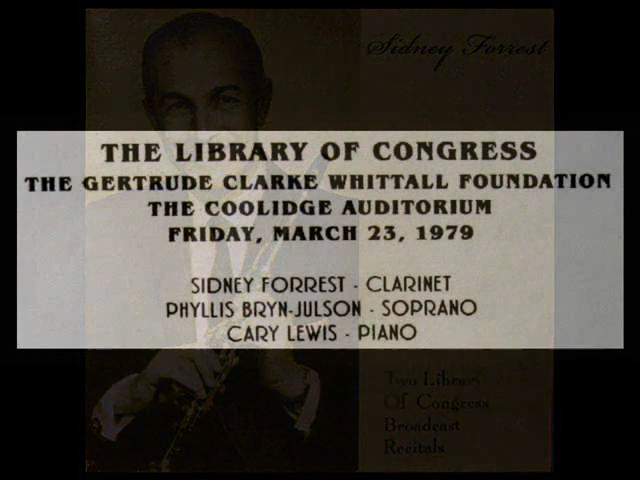 Sidney Forrest
THE LIBRARY OF CONGRESS
THE GERTRUDE CLARKE WHITTALL FOUNDATION
THE COOLIDGE AUDITORIUM
FRIDAY, MARCH 23, 1979
SIDNEY FORREST - CLARINET
PHYLLIS BRYN-JULSON - SOPRANO
CARY LEWIS - PIANO
Two Library
Of Congress
Broadcast
Recitals